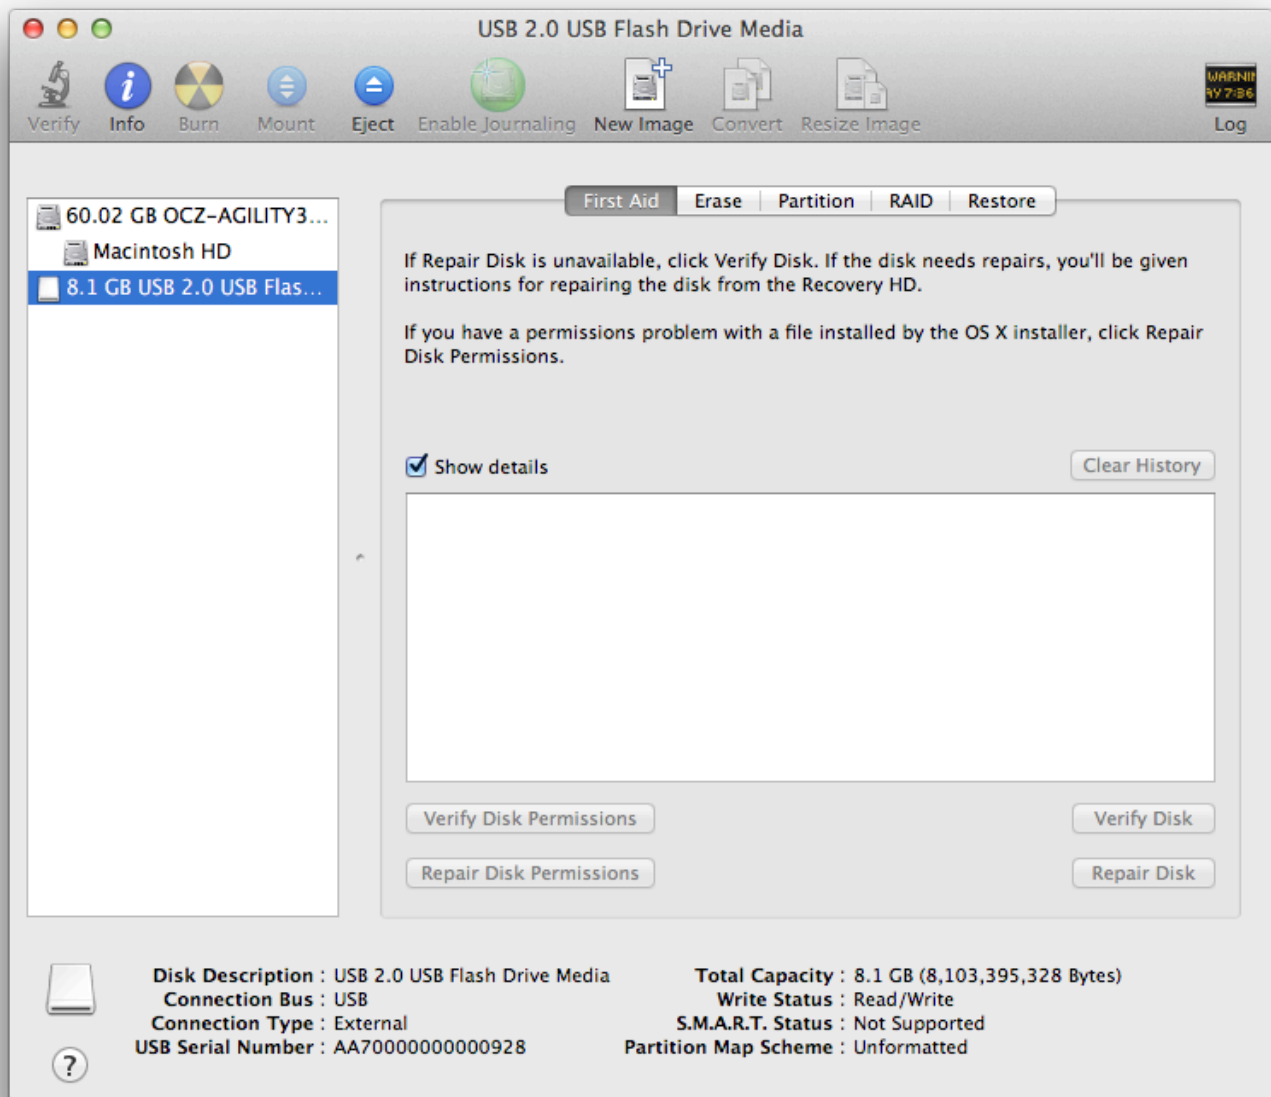 USB 2.0 USB Flash Drive Media
Verify Info Burn Mount Eject Enable Journaling New Image Convert Resize Image Log
WARNIN
AY 7:36
60.02 GB OCZ-AGILITY3...
Macintosh HD
8.1 GB USB 2.0 USB Flas...
First Aid Erase Partition RAID Restore
If Repair Disk is unavailable, click Verify Disk. If the disk needs repairs, you'll be given
instructions for repairing the disk from the Recovery HD.
If you have a permissions problem with a file installed by the OS X installer, click Repair
Disk Permissions.
Show details
Clear History
Verify Disk Permissions
Verify Disk
Repair Disk Permissions
Repair Disk
Disk Description : USB 2.0 USB Flash Drive Media
Connection Bus : USB
Connection Type : External
USB Serial Number : AA70000000000928
Total Capacity : 8.1 GB (8,103,395,328 Bytes)
Write Status : Read/Write
S.M.A.R.T. Status : Not Supported
Partition Map Scheme : Unformatted
?